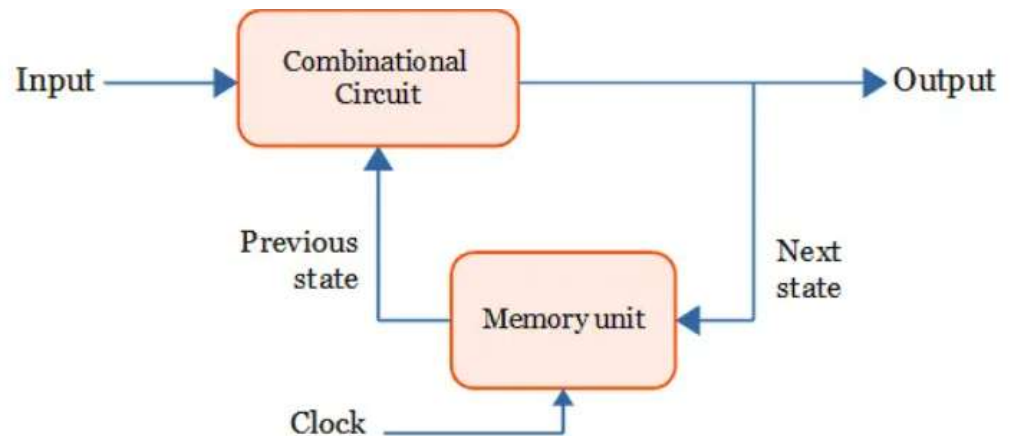 Combinational
Circuit
Input
Output
Previous
state
Next
state
Memory unit
Clock